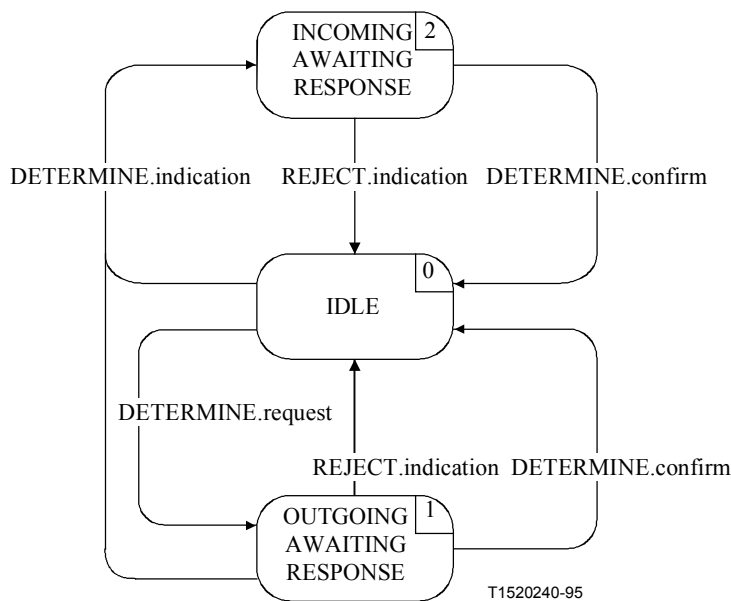 INCOMING
AWAITING
RESPONSE
2
DETERMINE.indication
REJECT.indication
DETERMINE.confirm
0
IDLE
DETERMINE.request
REJECT.indication
DETERMINE.confirm
OUTGOING
AWAITING
RESPONSE
1
T1520240-95